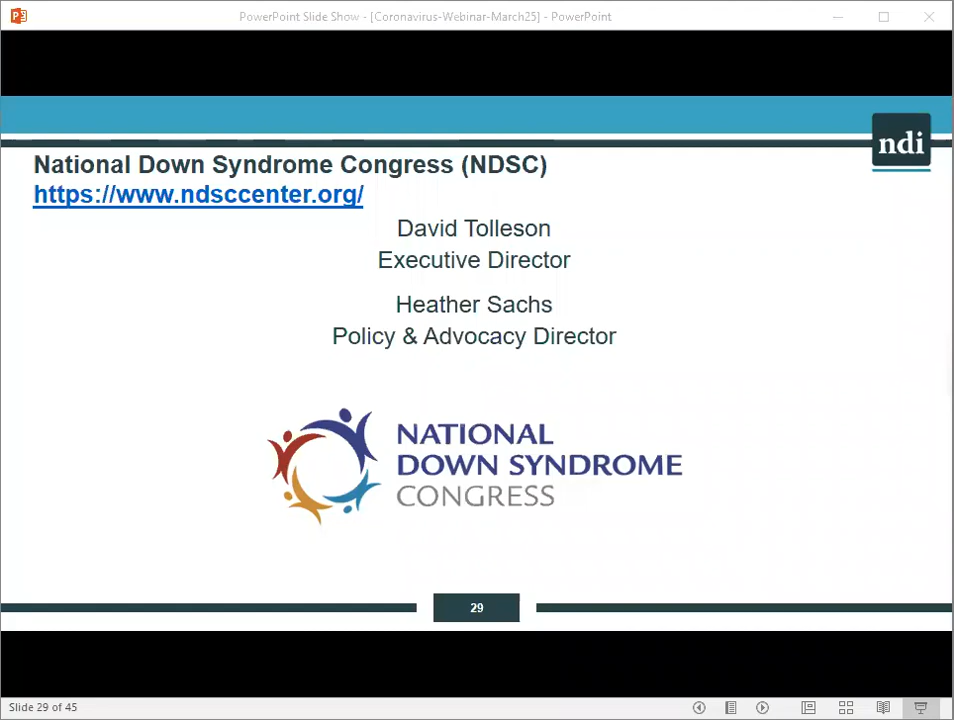 PowerPoint Slide Show - [Coronavirus-Webinar-March25] - PowerPoint
ndi
National Down Syndrome Congress (NDSC)
https://www.ndsccenter.org/
David Tolleson
Executive Director
Heather Sachs
Policy & Advocacy Director
NATIONAL
DOWN SYNDROME
CONGRESS
29
Slide 29 of 45